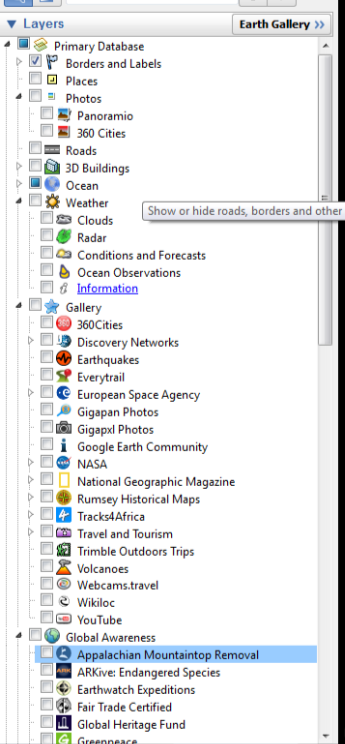 Layers
Earth Gallery >>
Primary Database
Borders and Labels
Places
Photos
Panoramio
360 Cities
Roads
3D Buildings
Ocean
Weather
Show or hide roads, borders and other
Clouds
Radar
Conditions and Forecasts
Ocean Observations
Information
Gallery
360Cities
Discovery Networks
Earthquakes
Everytrail
European Space Agency
Gigapan Photos
Gigapxl Photos
Google Earth Community
NASA
National Geographic Magazine
Rumsey Historical Maps
Tracks4Africa
Travel and Tourism
Trimble Outdoors Trips
Volcanoes
Webcams.travel
Wikiloc
YouTube
Global Awareness
Appalachian Mountaintop Removal
ARKive: Endangered Species
Earthwatch Expeditions
Fair Trade Certified
Global Heritage Fund
Greenpeace